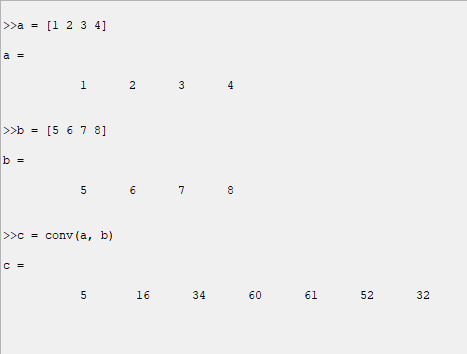 >>a = [1 2 3 4]
a =
1 2 3 4
>>b = [5 6 7 8]
b =
5 6 7 8
>>c = conv(a, b)
c =
5 16 34 60 61 52 32